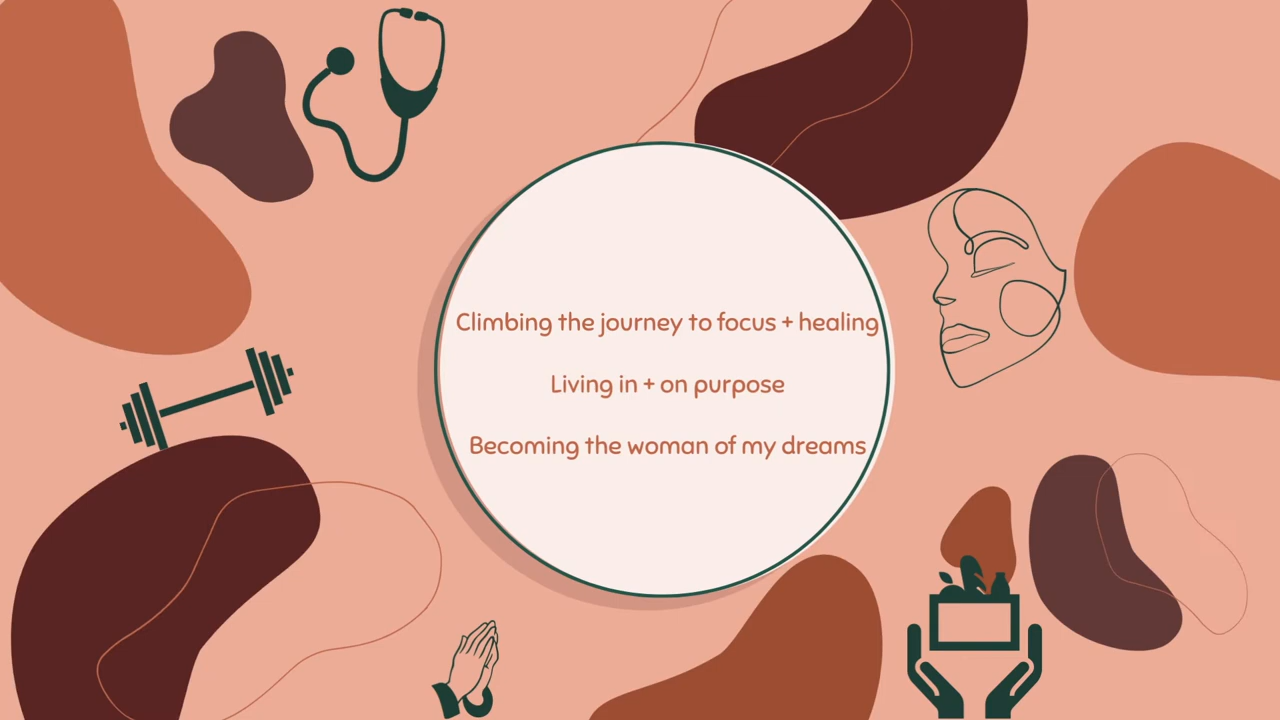 Climbing the journey to focus + healing
Living in + on purpose
Becoming the woman of my dreams